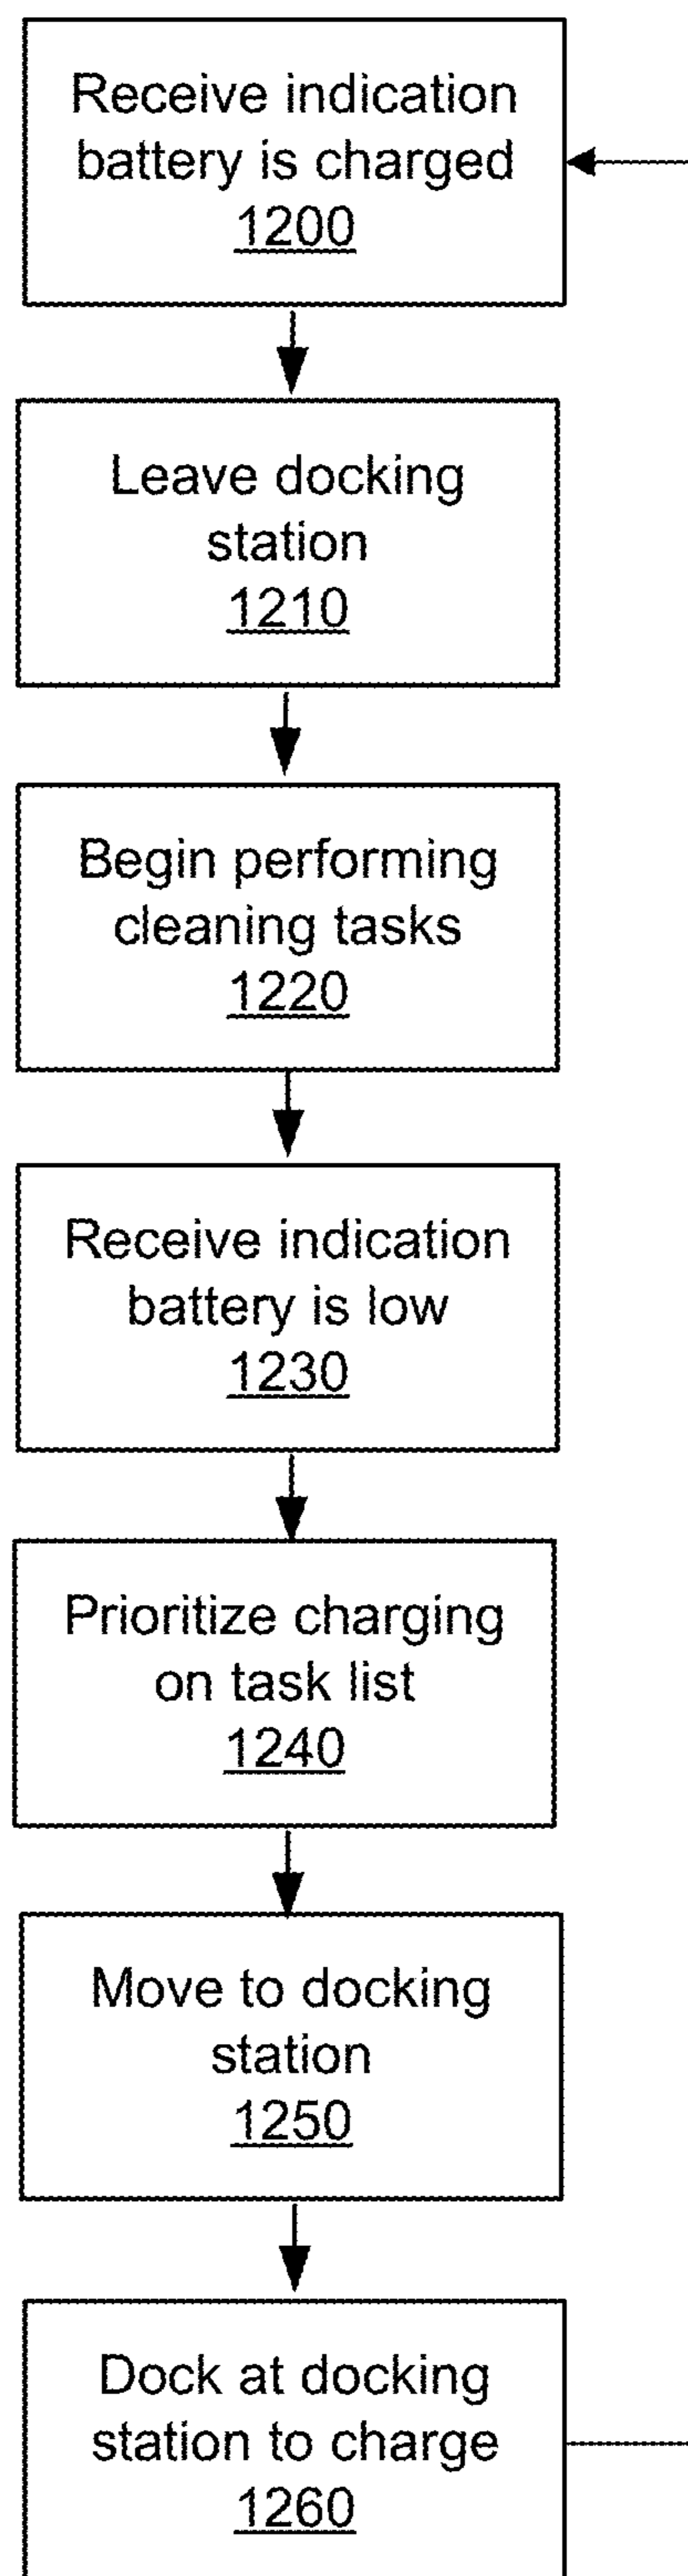 Receive indication
battery is charged
1200
Leave docking
station
1210
Begin performing
cleaning tasks
1220
Receive indication
battery is low
1230
Prioritize charging
on task list
1240
Move to docking
station
1250
Dock at docking
station to charge
1260